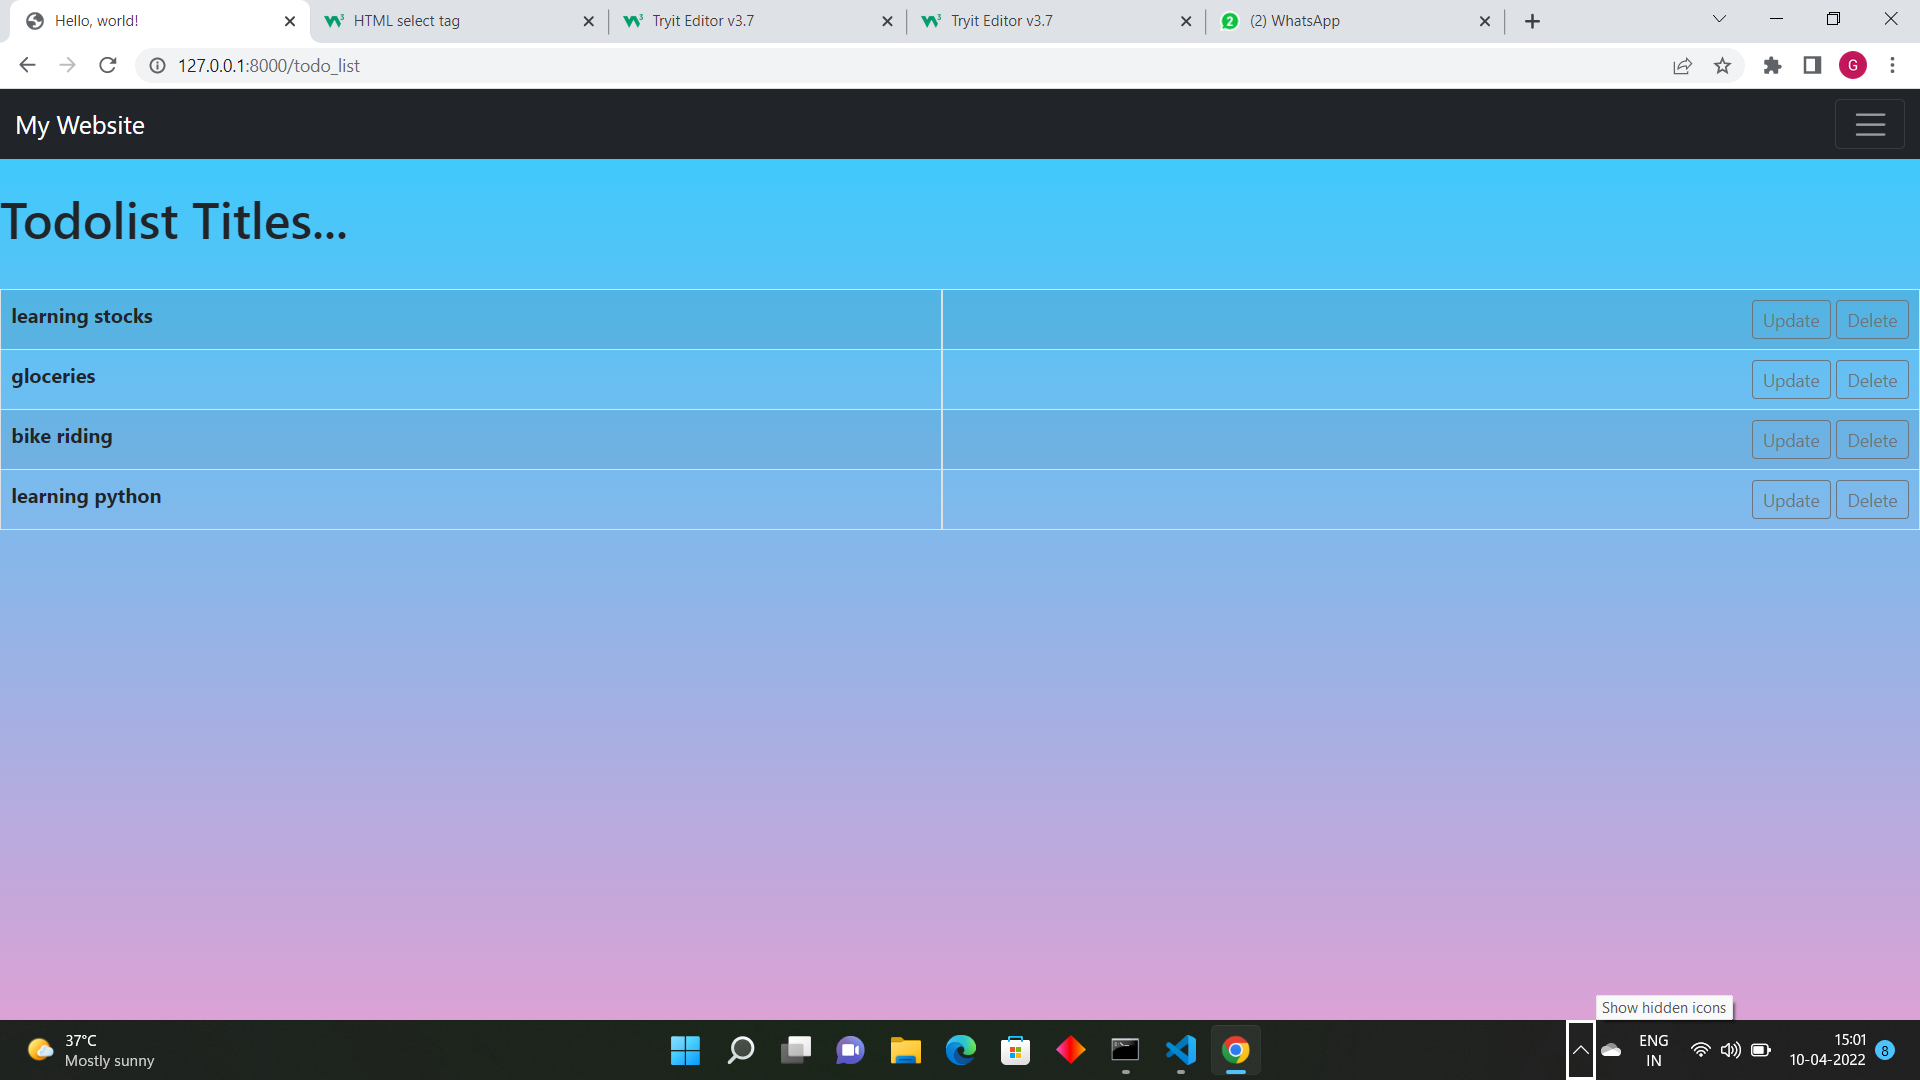 Hello, world!
HTML select tag
Tryit Editor v3.7
Tryit Editor v3.7
2 (2) WhatsApp
127.0.0.1:8000/todo_list
G
My Website
Todolist Titles...
learning stocks
Update Delete
gloceries
Update Delete
bike riding
Update Delete
learning python
Update Delete
Show hidden icons
37°C
Mostly sunny
ENG
IN
15:01
10-04-2022
8